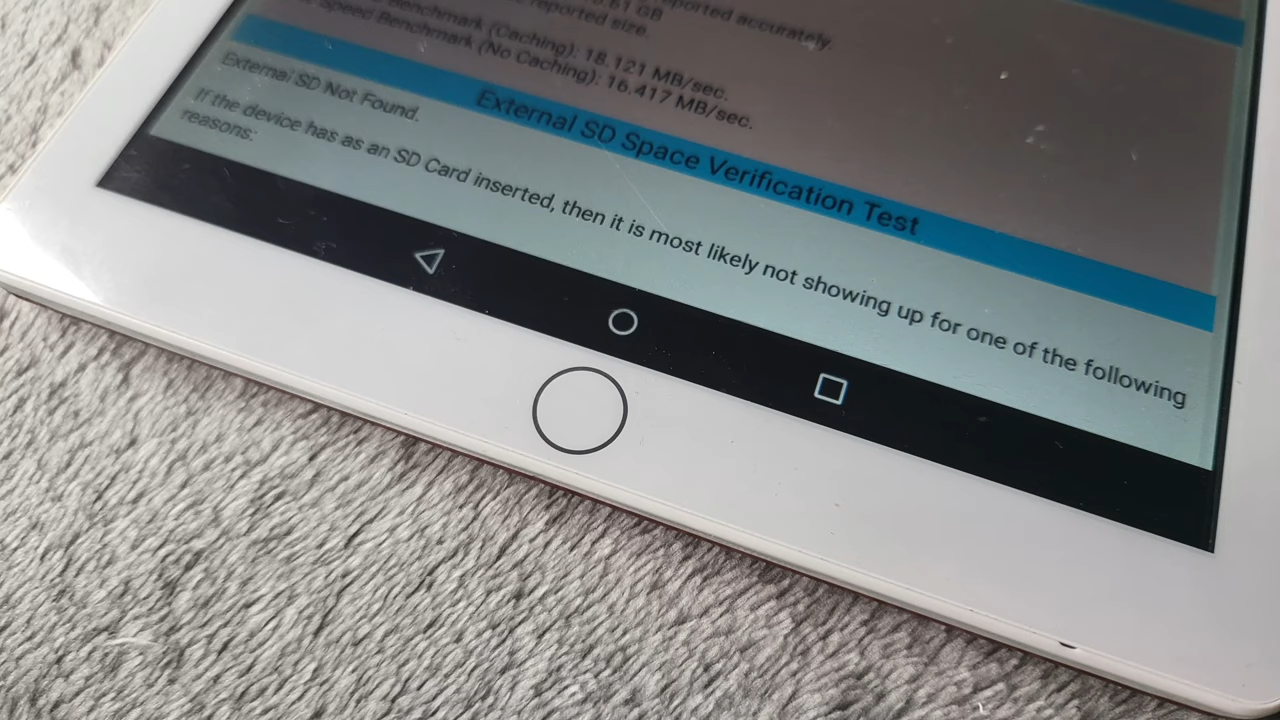 reported accurately.
GB
reported size.
Benchmark (Caching): 18.121 MB/sec.
Speed Benchmark (No Caching): 16.417 MB/sec.
External SD Space Verification Test
External SD Not Found.
If the device has as an SD Card inserted, then it is most likely not showing up for one of the following
reasons: